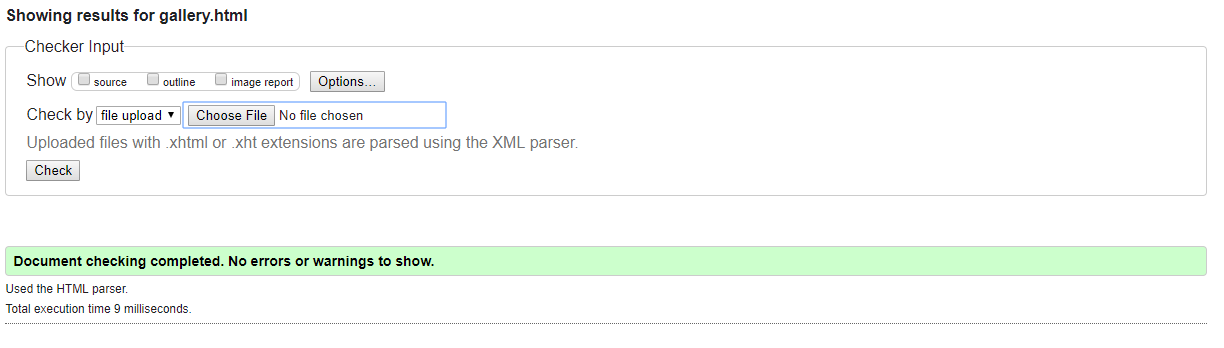 Showing results for gallery.html
Checker Input
Show source outline image report Options...
Check by file upload Choose File No file chosen
Uploaded files with .xhtml or .xht extensions are parsed using the XML parser.
Check
Document checking completed. No errors or warnings to show.
Used the HTML parser.
Total execution time 9 milliseconds.